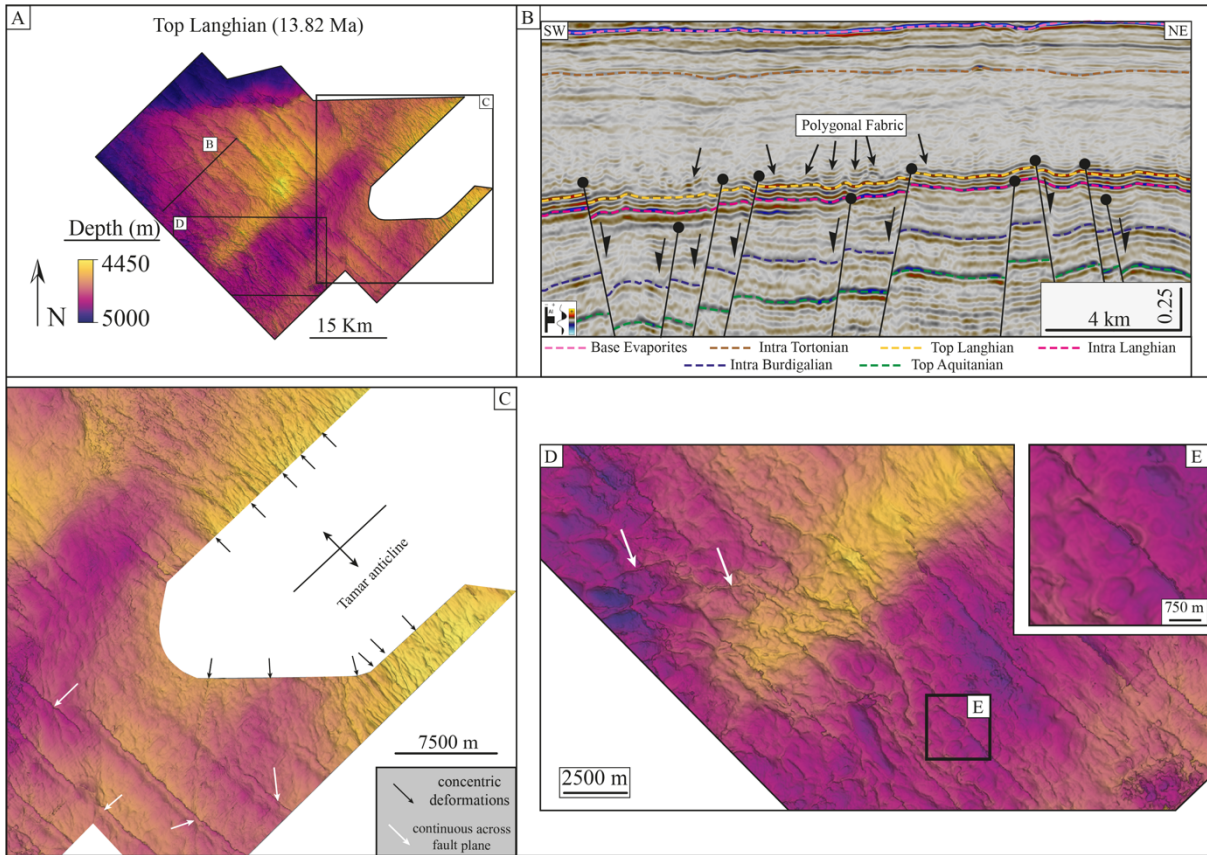 A
Top Langhian (13.82 Ma)
B
C
D
Depth (m)
4450
5000
N
15 Km
B
SW
NE
Polygonal Fabric
4 km
0.25
Base Evaporites
Intra Tortonian
Top Langhian
Intra Langhian
Intra Burdigalian
Top Aquitanian
C
Tamar anticline
7500 m
concentric
deformations
continuous across
fault plane
D
E
2500 m
E
750 m